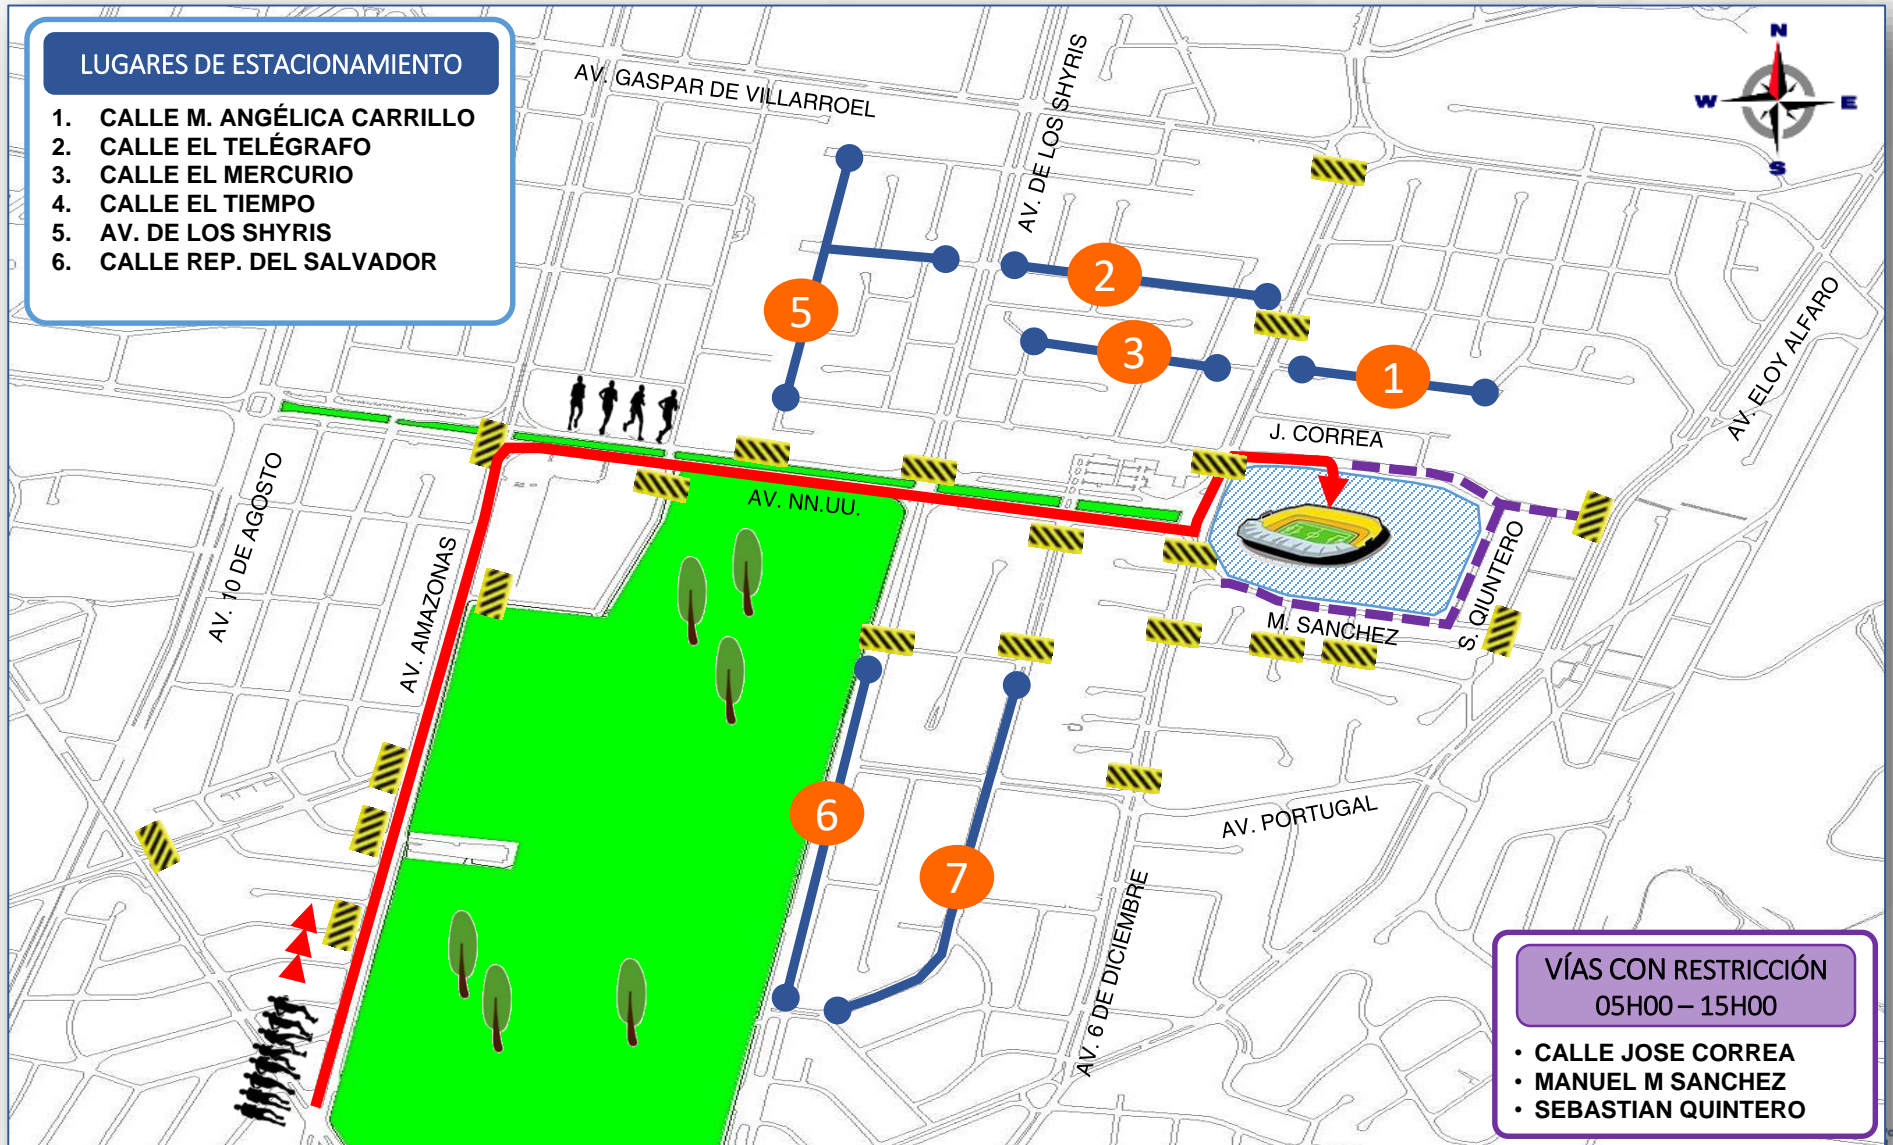 LUGARES DE ESTACIONAMIENTO
1. CALLE M. ANGÉLICA CARRILLO
2. CALLE EL TELÉGRAFO
3. CALLE EL MERCURIO
4. CALLE EL TIEMPO
5. AV. DE LOS SHYRIS
6. CALLE REP. DEL SALVADOR
N
W
E
S
AV. GASPAR DE VILLARROEL
AV. DE LOS SHYRIS
AV. ELOY ALFARO
5
2
3
1
J. CORREA
AV. NN.UU.
AV. 10 DE AGOSTO
AV. AMAZONAS
M. SANCHEZ
S. QIUNTERO
6
7
AV. PORTUGAL
AV. 6 DE DICIEMBRE
VÍAS CON RESTRICCIÓN
05H00 – 15H00
• CALLE JOSE CORREA
• MANUEL M SANCHEZ
• SEBASTIAN QUINTERO